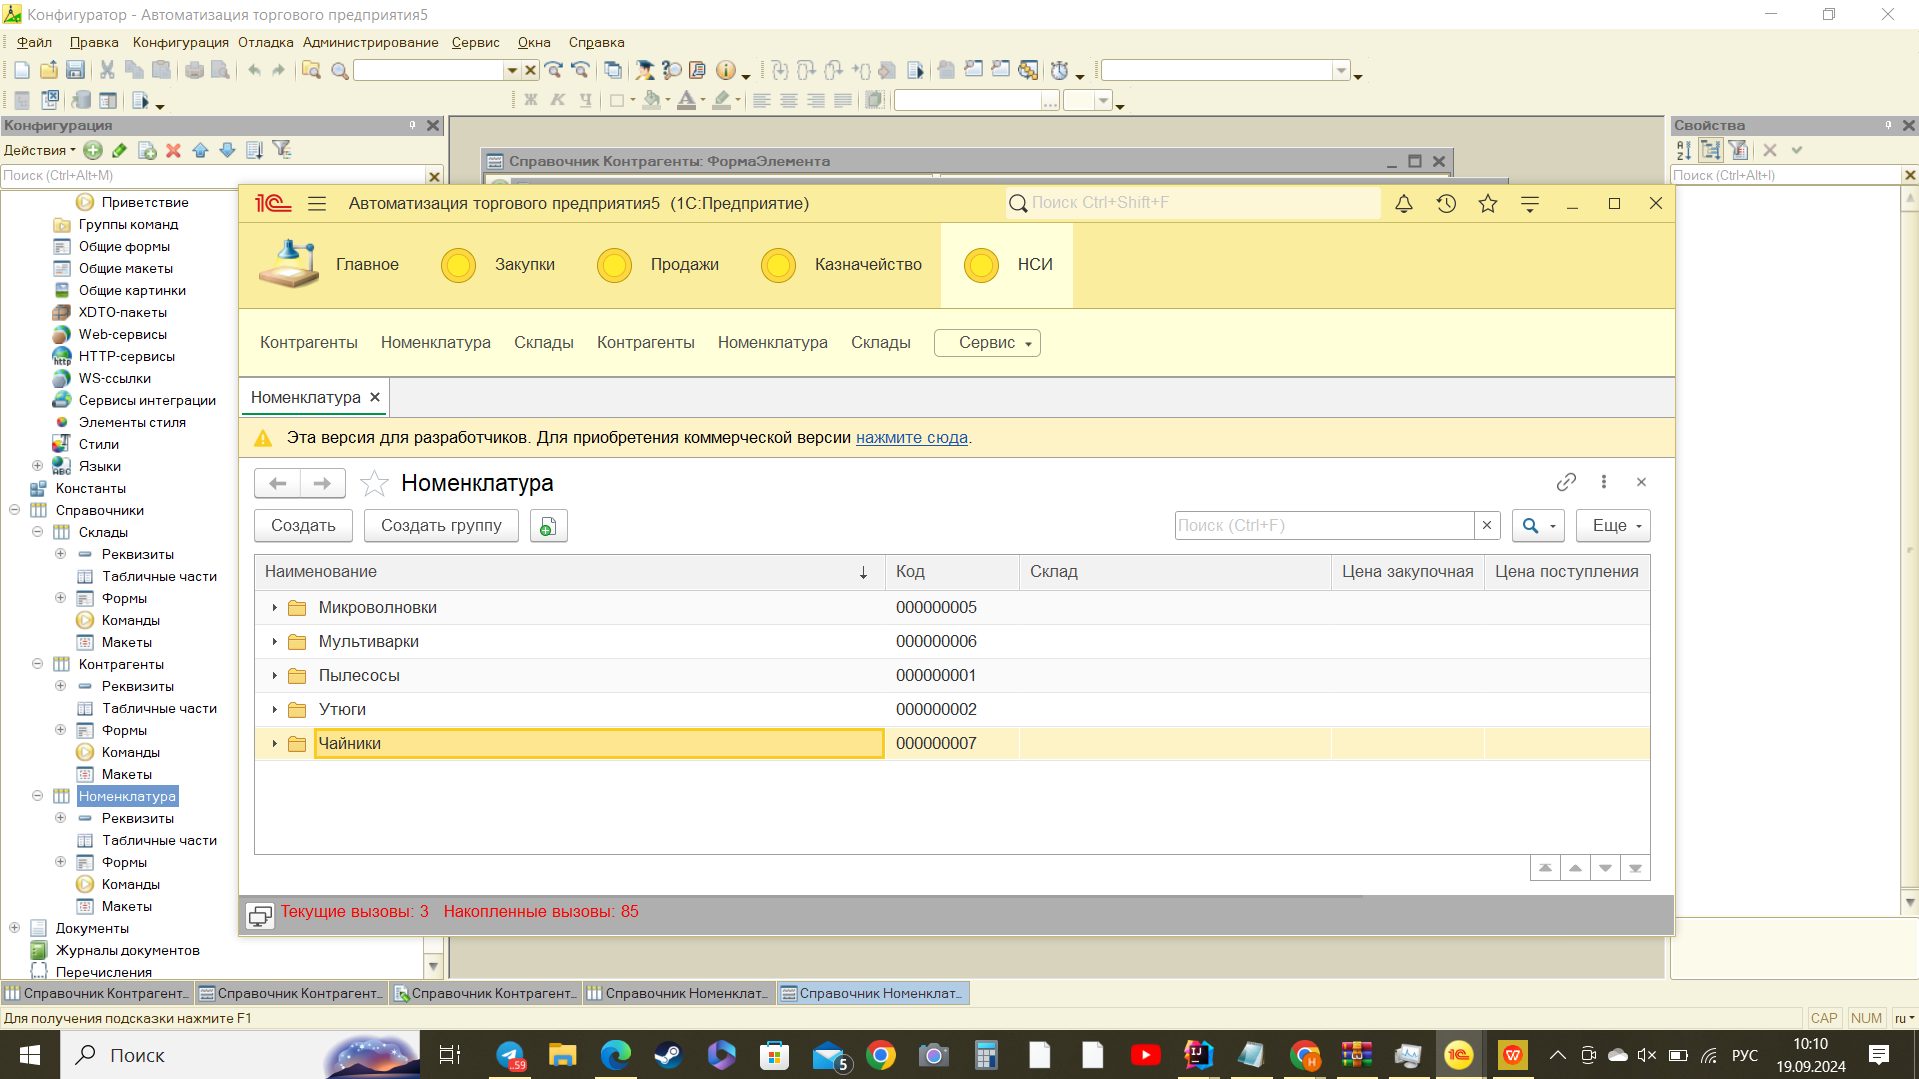 Конфигуратор - Автоматизация торгового предприятия5
Файл Правка Конфигурация Отладка Администрирование Сервис Окна Справка
Конфигурация
Действия
Поиск (Ctrl+Alt+M)
Приветствие
Группы команд
Общие формы
Общие макеты
Общие картинки
XDTO-пакеты
Web-сервисы
HTTP-сервисы
WS-ссылки
Сервисы интеграции
Элементы стиля
Стили
Языки
Константы
Справочники
Склады
Реквизиты
Табличные части
Формы
Команды
Макеты
Контрагенты
Реквизиты
Табличные части
Формы
Команды
Макеты
Номенклатура
Реквизиты
Табличные части
Формы
Команды
Макеты
Документы
Журналы документов
Перечисления
Справочник Контрагенты: ФормаЭлемента
Свойства
Поиск (Ctrl+Alt+I)
1С Автоматизация торгового предприятия5 (1С:Предприятие)
Поиск Ctrl+Shift+F
Главное Закупки Продажи Казначейство НСИ
Контрагенты Номенклатура Склады Контрагенты Номенклатура Склады Сервис
Номенклатура
Эта версия для разработчиков. Для приобретения коммерческой версии нажмите сюда.
Номенклатура
Создать Создать группу Поиск (Ctrl+F) Еще
Наименование Код Склад Цена закупочная Цена поступления
Микроволновки 000000005
Мультиварки 000000006
Пылесосы 000000001
Утюги 000000002
Чайники 000000007
Текущие вызовы: 3 Накопленные вызовы: 85
Справочник Контрагент... Справочник Контрагент... Справочник Контрагент... Справочник Номенклат... Справочник Номенклат...
Для получения подсказки нажмите F1
CAP NUM ru
Поиск
59
5
РУС
10:10
19.09.2024